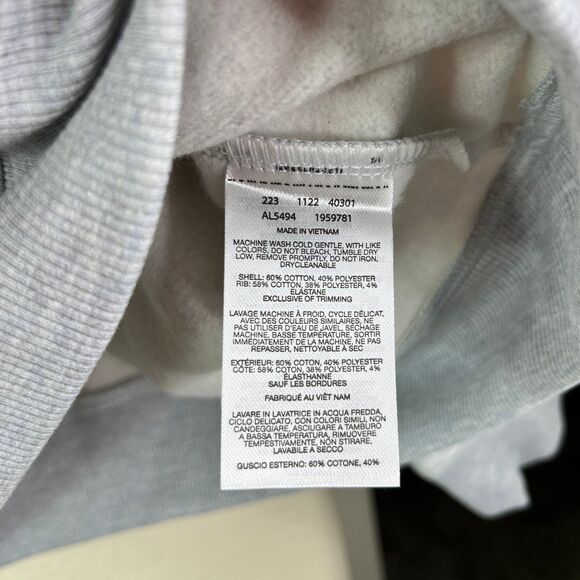 223 1122 40301
AL5494 1959781
MADE IN VIETNAM
MACHINE WASH COLD GENTLE, WITH LIKE
COLORS, DO NOT BLEACH, TUMBLE DRY
LOW, REMOVE PROMPTLY, DO NOT IRON,
DRYCLEANABLE
SHELL: 60% COTTON, 40% POLYESTER
RIB: 58% COTTON, 38% POLYESTER, 4%
ELASTANE
EXCLUSIVE OF TRIMMING
LAVAGE MACHINE À FROID, CYCLE DÉLICAT,
AVEC DES COULEURS SIMILAIRES, NE
PAS UTILISER D'EAU DE JAVEL, SÉCHAGE
MACHINE, BASSE TEMPÉRATURE, SORTIR
IMMÉDIATEMENT DE LA MACHINE, NE PAS
REPASSER, NETTOYABLE À SEC
EXTÉRIEUR: 60% COTON, 40% POLYESTER
CÔTE: 58% COTON, 38% POLYESTER, 4%
ÉLASTHANNE
SAUF LES BORDURES
FABRIQUÉ AU VIÊT NAM
LAVARE IN LAVATRICE IN ACQUA FREDDA,
CICLO DELICATO, CON COLORI SIMILI, NON
CANDEGGIARE, ASCIUGARE A TAMBURO
A BASSA TEMPERATURA, RIMUOVERE
TEMPESTIVAMENTE, NON STIRARE,
LAVABILE A SECCO
GUSCIO ESTERNO: 60% COTONE, 40%